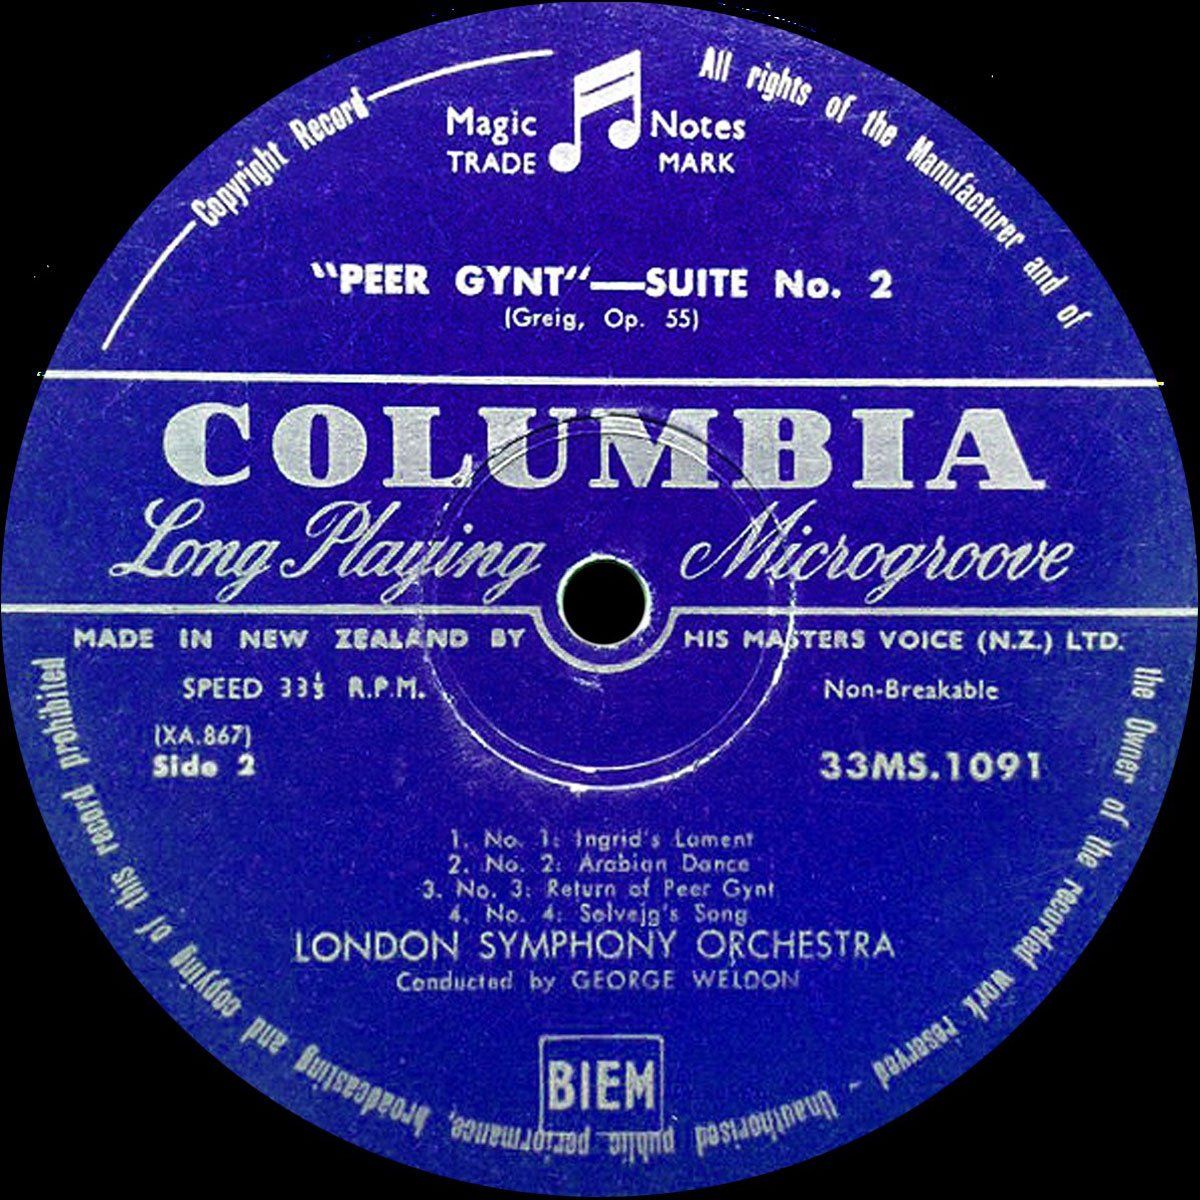 Copyright Record
Magic Notes
TRADE MARK
All rights of the Manufacturer and of
the Owner of the recorded work reserved – Unauthorised public performance, broadcasting and copying of this record prohibited
"PEER GYNT"—SUITE No. 2
(Greig, Op. 55)
COLUMBIA
Long Playing Microgroove
MADE IN NEW ZEALAND BY HIS MASTERS VOICE (N.Z.) LTD.
SPEED 33⅓ R.P.M. Non-Breakable
(XA.867)
Side 2 33MS.1091
1. No. 1: Ingrid's Lament
2. No. 2: Arabian Dance
3. No. 3: Return of Peer Gynt
4. No. 4: Solvejg's Song
LONDON SYMPHONY ORCHESTRA
Conducted by GEORGE WELDON
BIEM